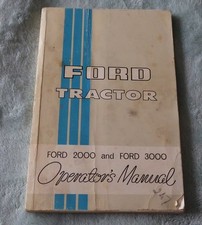 FORD
TRACTOR
FORD 2000 and FORD 3000
Operator's Manual